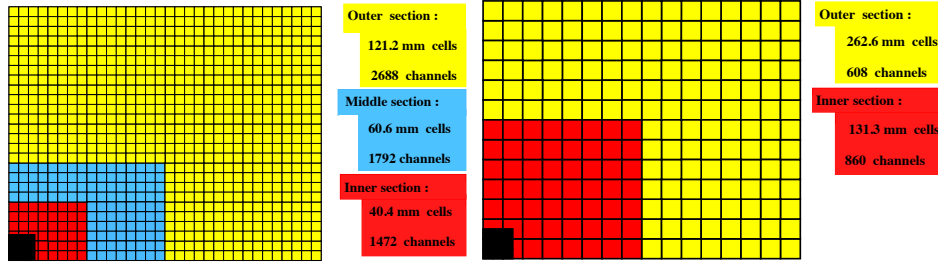 Outer section :
121.2 mm cells
2688 channels
Middle section :
60.6 mm cells
1792 channels
Inner section :
40.4 mm cells
1472 channels
Outer section :
262.6 mm cells
608 channels
Inner section :
131.3 mm cells
860 channels